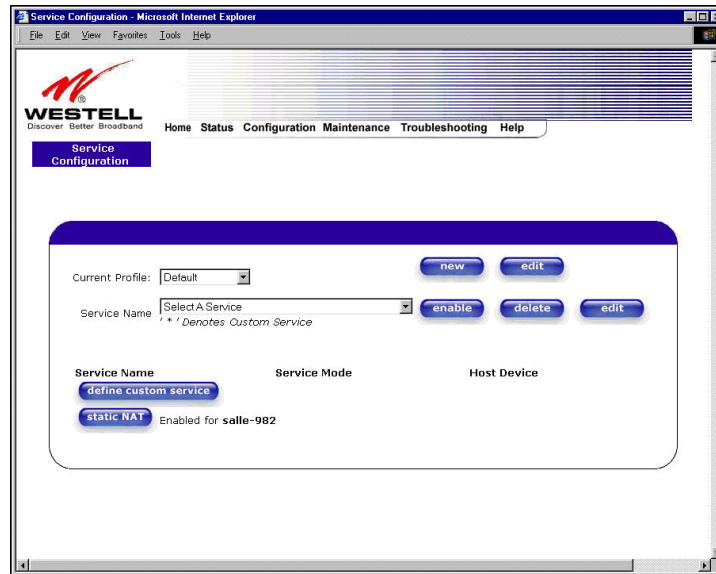 Service Configuration - Microsoft Internet Explorer
File Edit View Favorites Tools Help
®
WESTELL
Discover Better Broadband
Home Status Configuration Maintenance Troubleshooting Help
Service
Configuration
new edit
Current Profile: Default
Service Name Select A Service enable delete edit
' * ' Denotes Custom Service
Service Name Service Mode Host Device
define custom service
static NAT Enabled for salle-982